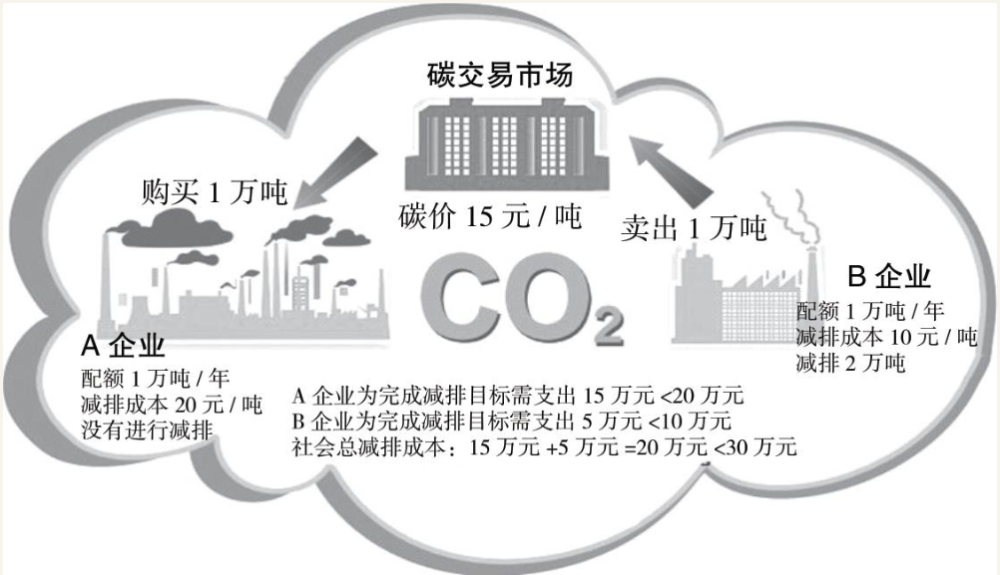 碳交易市场
购买 1 万吨
碳价 15 元 / 吨
卖出 1 万吨
CO₂
B 企业
配额 1 万吨 / 年
减排成本 10 元 / 吨
减排 2 万吨
A 企业
配额 1 万吨 / 年
减排成本 20 元 / 吨
没有进行减排
A 企业为完成减排目标需支出 15 万元 <20 万元
B 企业为完成减排目标需支出 5 万元 <10 万元
社会总减排成本：15 万元 +5 万元 =20 万元 <30 万元